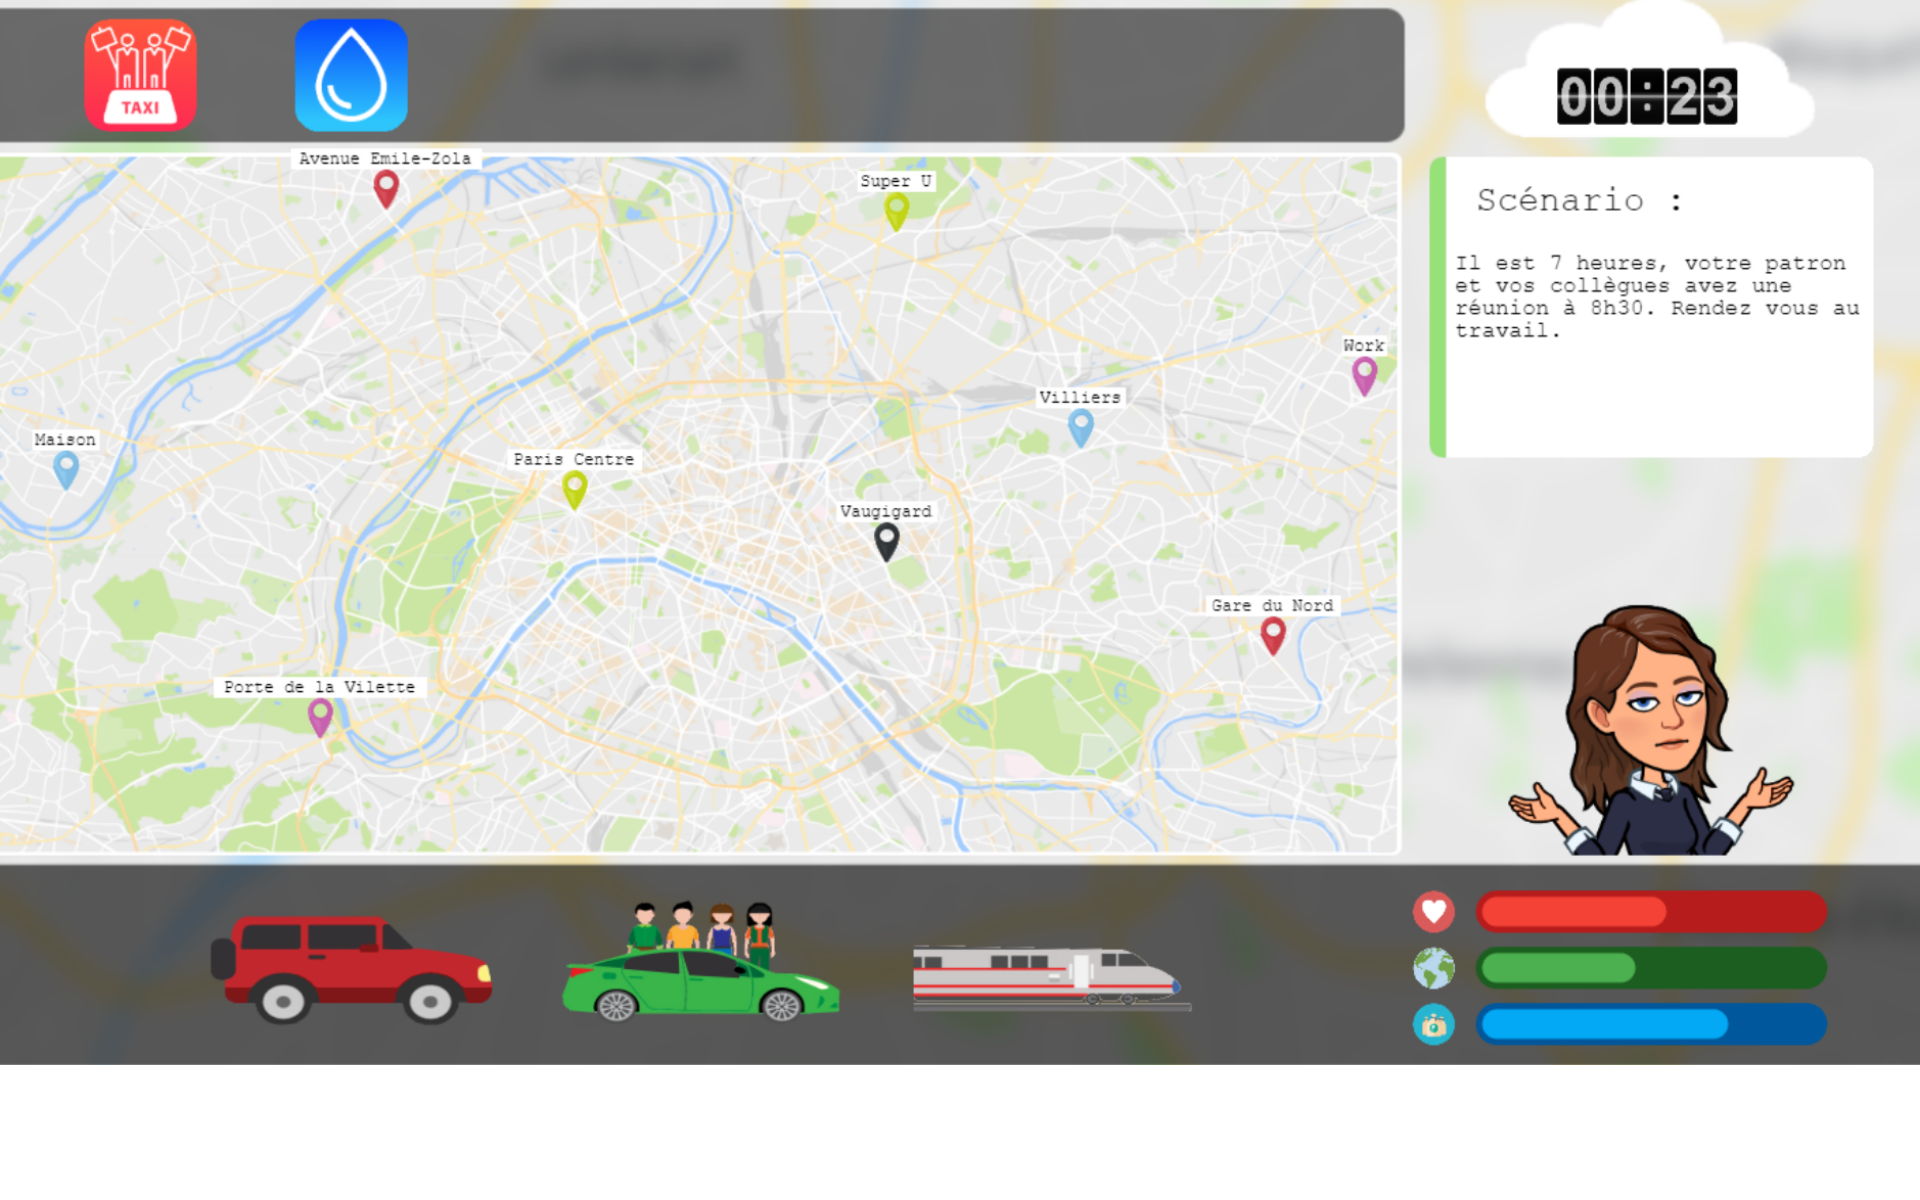 TAXI
00:23
Avenue Emile-Zola
Super U
Scénario :
Il est 7 heures, votre patron
et vos collègues avez une
réunion à 8h30. Rendez vous au
travail.
Work
Villiers
Maison
Paris Centre
Vaugigard
Gare du Nord
Porte de la Vilette